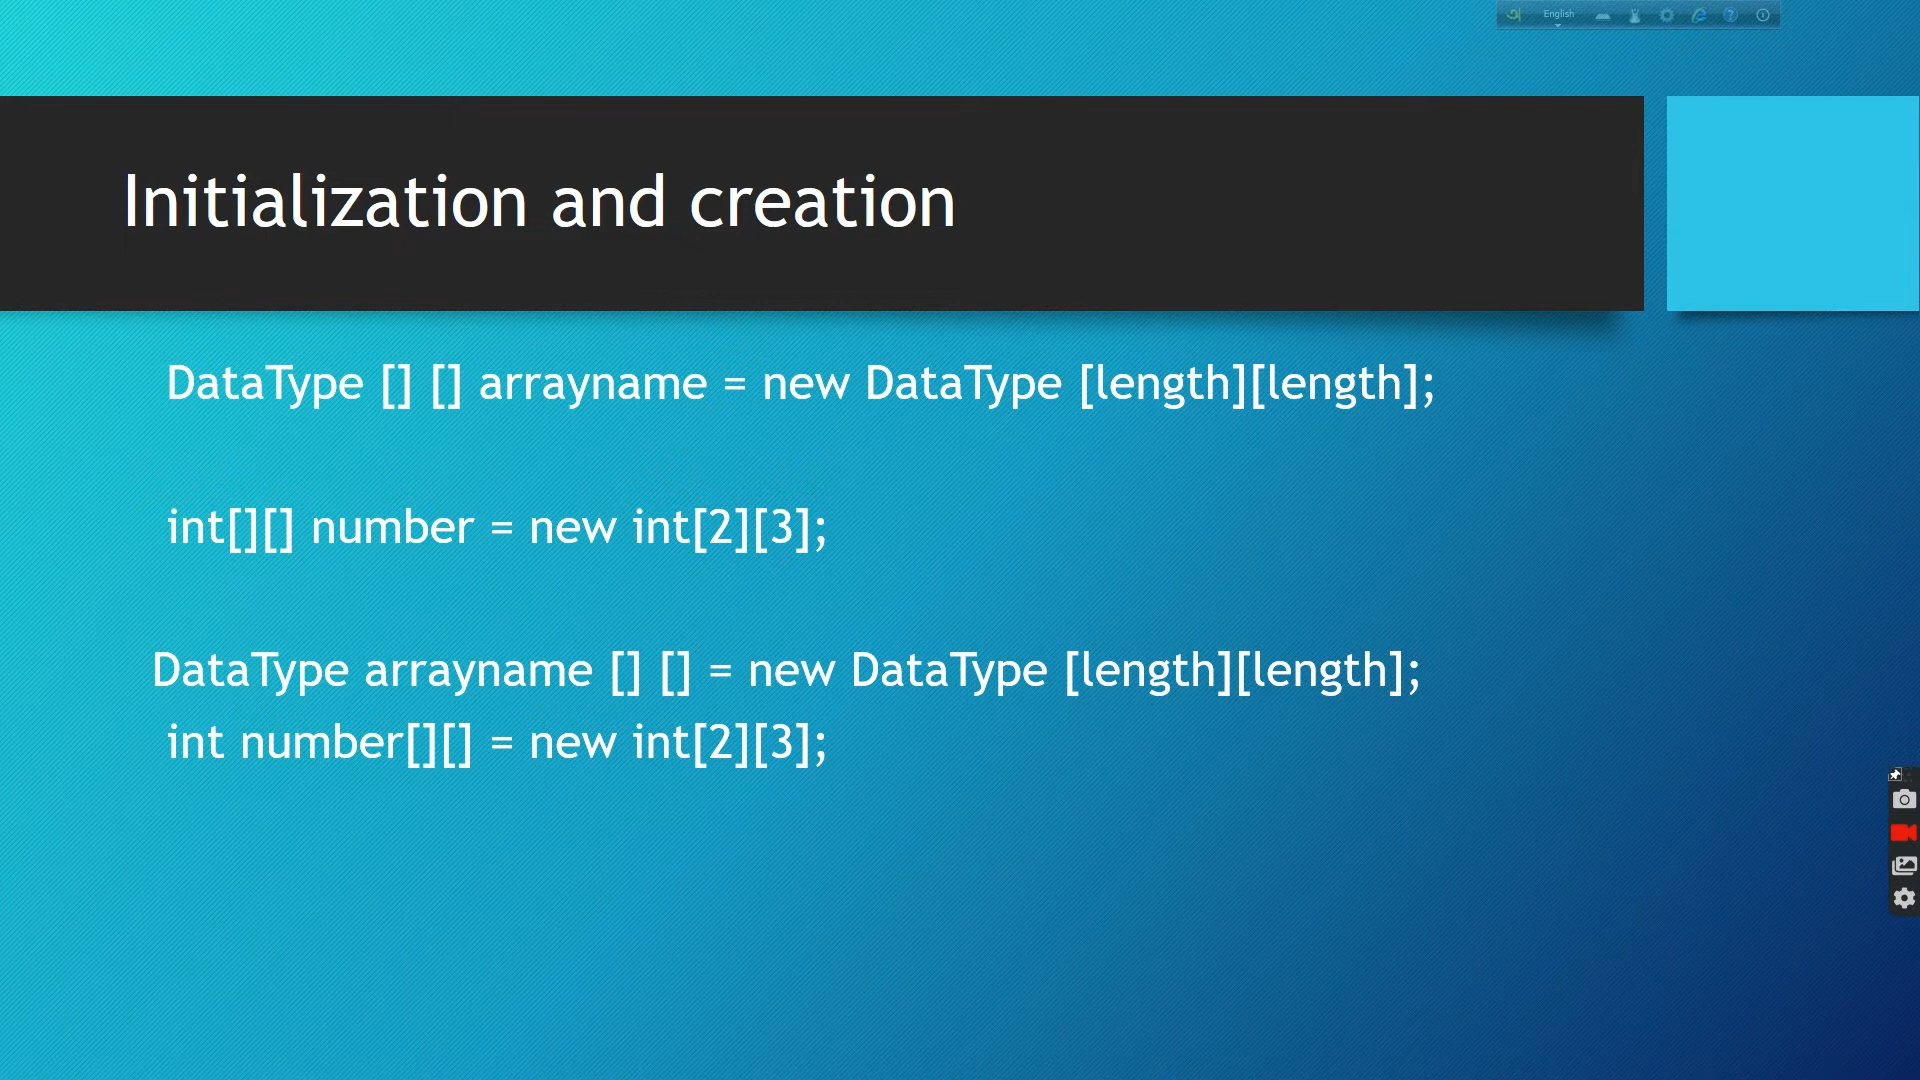 English
Initialization and creation
DataType [] [] arrayname = new DataType [length][length];
int[][] number = new int[2][3];
DataType arrayname [] [] = new DataType [length][length];
int number[][] = new int[2][3];